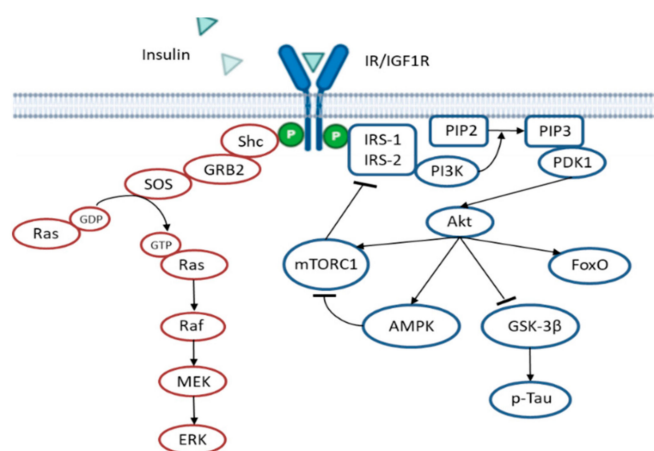 Insulin
IR/IGF1R
P
P
Shc
GRB2
SOS
GDP
Ras
GTP
Ras
Raf
MEK
ERK
IRS-1
IRS-2
PI3K
PIP2
PIP3
PDK1
Akt
mTORC1
FoxO
AMPK
GSK-3β
p-Tau